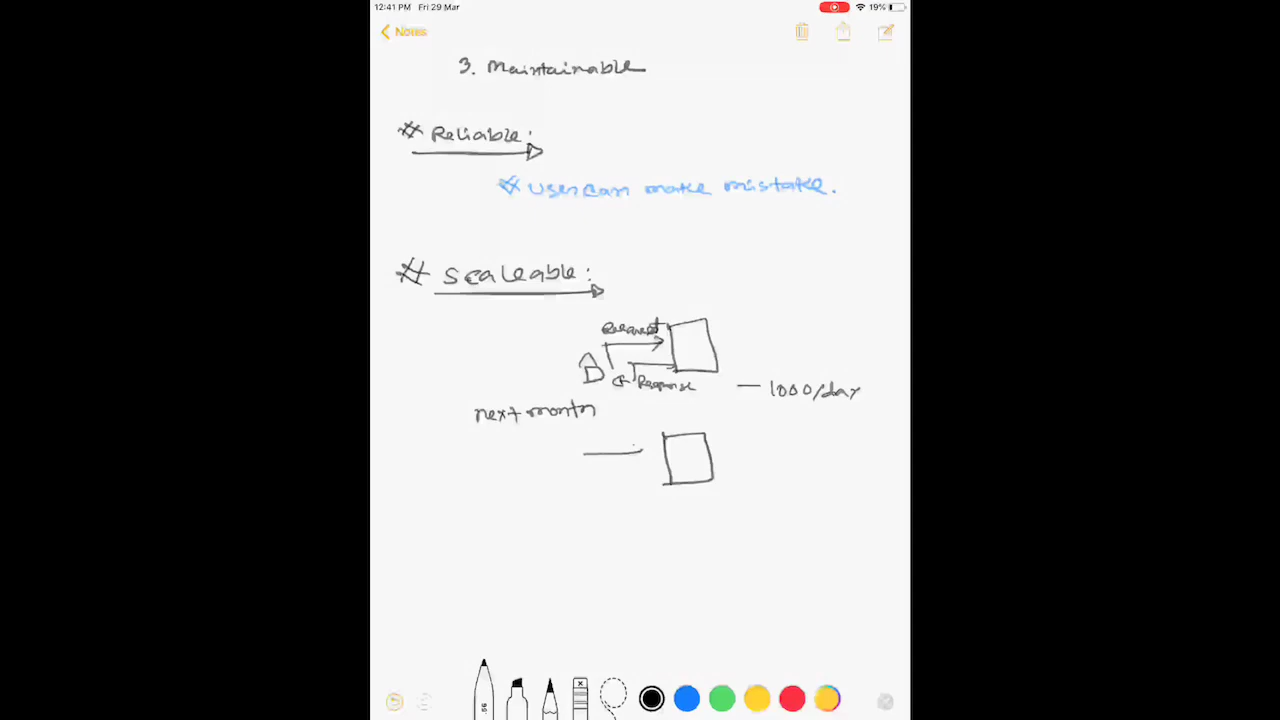 12:41 PM Fri 29 Mar 19%
Notes
3. Maintainable
# Reliable:
# User can make mistake.
# Scaleable:
Request
Response
1000/day
next month